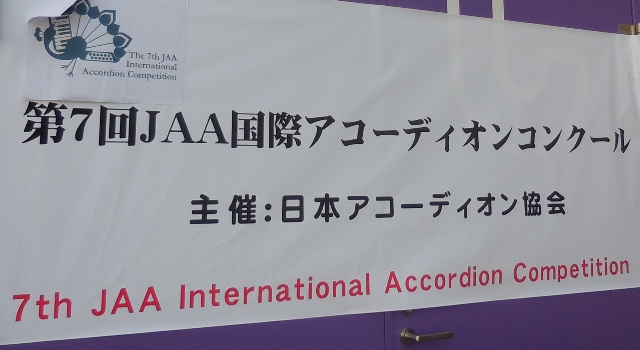 The 7th JAA
International
Accordion Competition
第7回JAA国際アコーディオンコンクール
主催:日本アコーディオン協会
7th JAA International Accordion Competition